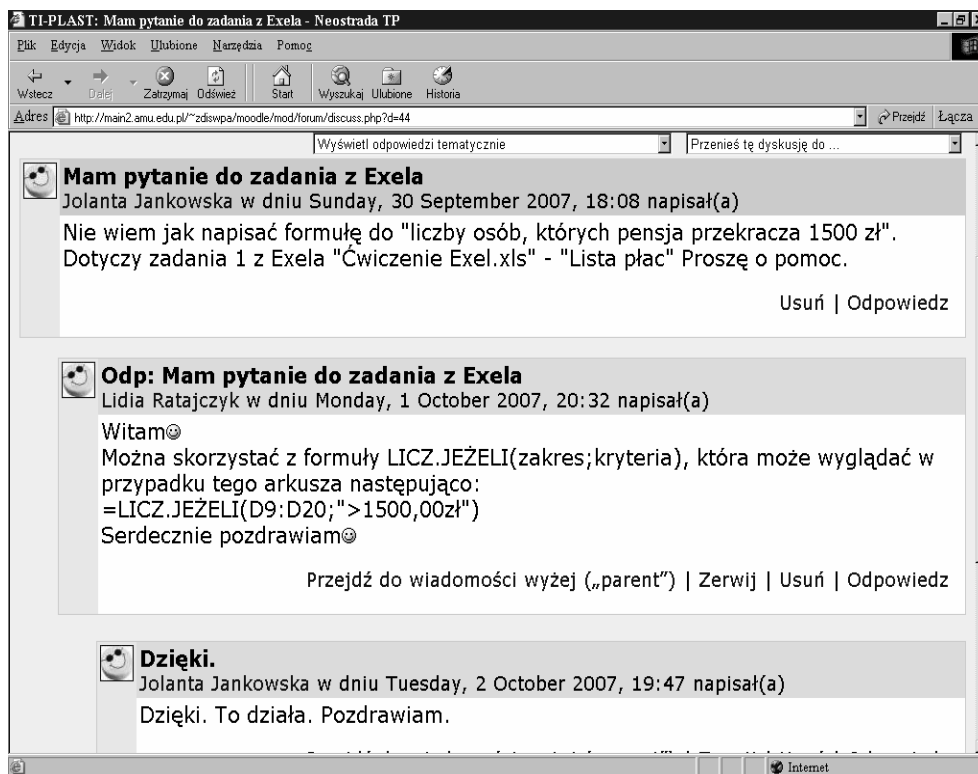 TI-PLAST: Mam pytanie do zadania z Exela - Neostrada TP
Plik Edycja Widok Ulubione Narzędzia Pomoc
Wstecz Dalej Zatrzymaj Odśwież Start Wyszukaj Ulubione Historia
Adres http://main2.amu.edu.pl/~zdiswpa/moodle/mod/forum/discuss.php?d=44 Przejdź Łącza
Wyświetl odpowiedzi tematycznie Przenieś tę dyskusję do ...
Mam pytanie do zadania z Exela
Jolanta Jankowska w dniu Sunday, 30 September 2007, 18:08 napisał(a)
Nie wiem jak napisać formułę do "liczby osób, których pensja przekracza 1500 zł".
Dotyczy zadania 1 z Exela "Ćwiczenie Exel.xls" - "Lista płac" Proszę o pomoc.
Usuń | Odpowiedz
Odp: Mam pytanie do zadania z Exela
Lidia Ratajczyk w dniu Monday, 1 October 2007, 20:32 napisał(a)
Witam☺
Można skorzystać z formuły LICZ.JEŻELI(zakres;kryteria), która może wyglądać w
przypadku tego arkusza następująco:
=LICZ.JEŻELI(D9:D20;">1500,00zł")
Serdecznie pozdrawiam☺
Przejdź do wiadomości wyżej („parent”) | Zerwij | Usuń | Odpowiedz
Dzięki.
Jolanta Jankowska w dniu Tuesday, 2 October 2007, 19:47 napisał(a)
Dzięki. To działa. Pozdrawiam.
Internet